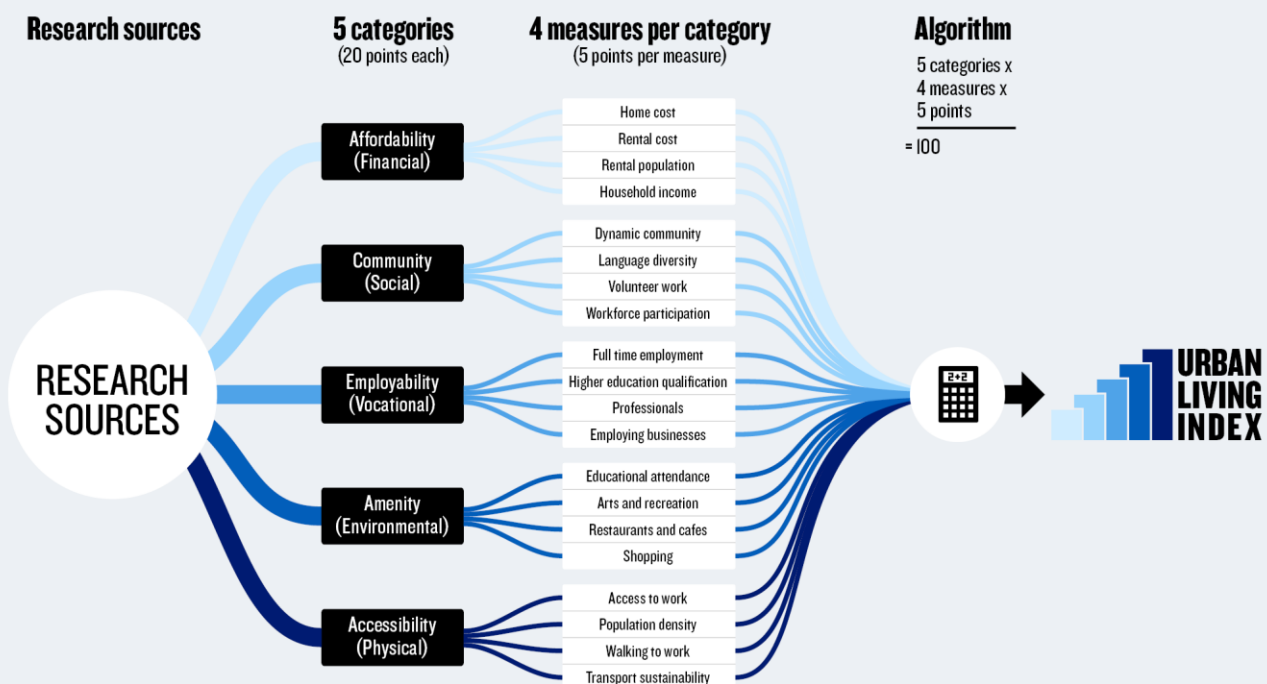 Research sources
5 categories
(20 points each)
4 measures per category
(5 points per measure)
Algorithm
5 categories x
4 measures x
5 points
= 100
RESEARCH
SOURCES
Affordability
(Financial)
Home cost
Rental cost
Rental population
Household income
Community
(Social)
Dynamic community
Language diversity
Volunteer work
Workforce participation
Employability
(Vocational)
Full time employment
Higher education qualification
Professionals
Employing businesses
Amenity
(Environmental)
Educational attendance
Arts and recreation
Restaurants and cafes
Shopping
Accessibility
(Physical)
Access to work
Population density
Walking to work
Transport sustainability
2+2
URBAN
LIVING
INDEX